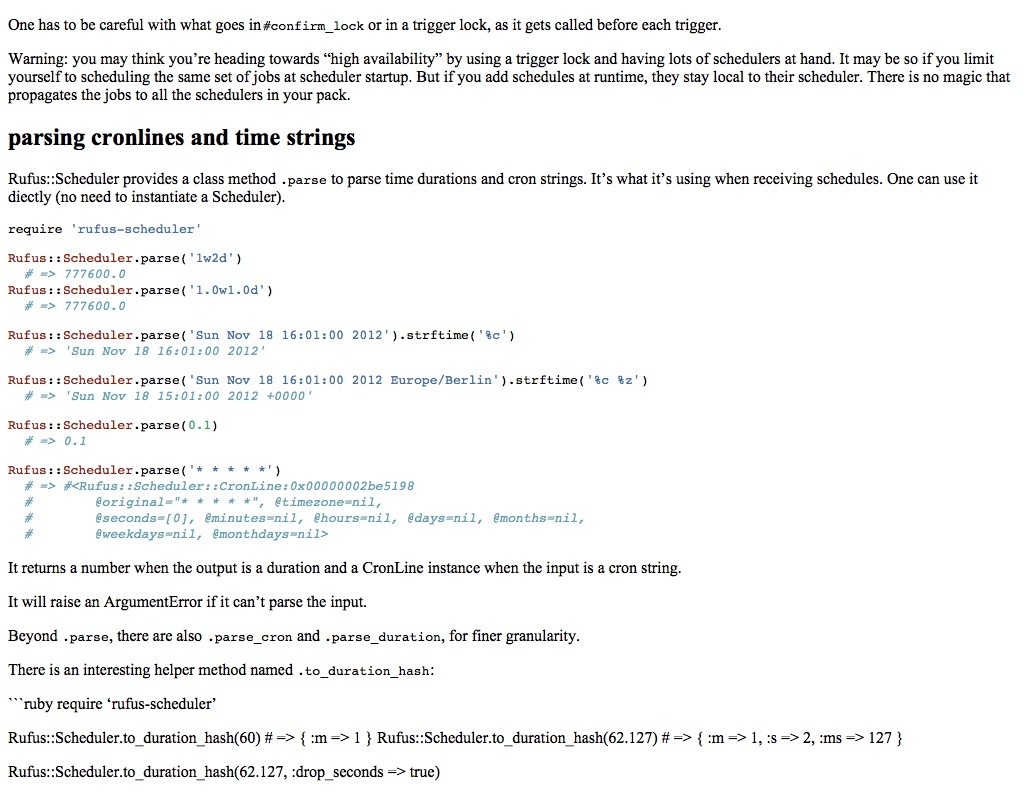 One has to be careful with what goes in #confirm_lock or in a trigger lock, as it gets called before each trigger.
Warning: you may think you’re heading towards “high availability” by using a trigger lock and having lots of schedulers at hand. It may be so if you limit
yourself to scheduling the same set of jobs at scheduler startup. But if you add schedules at runtime, they stay local to their scheduler. There is no magic that
propagates the jobs to all the schedulers in your pack.
parsing cronlines and time strings
Rufus::Scheduler provides a class method .parse to parse time durations and cron strings. It’s what it’s using when receiving schedules. One can use it
diectly (no need to instantiate a Scheduler).
require 'rufus-scheduler'
Rufus::Scheduler.parse('1w2d')
  # => 777600.0
Rufus::Scheduler.parse('1.0w1.0d')
  # => 777600.0
Rufus::Scheduler.parse('Sun Nov 18 16:01:00 2012').strftime('%c')
  # => 'Sun Nov 18 16:01:00 2012'
Rufus::Scheduler.parse('Sun Nov 18 16:01:00 2012 Europe/Berlin').strftime('%c %z')
  # => 'Sun Nov 18 15:01:00 2012 +0000'
Rufus::Scheduler.parse(0.1)
  # => 0.1
Rufus::Scheduler.parse('* * * * *')
  # => #<Rufus::Scheduler::CronLine:0x00000002be5198
  #        @original="* * * * *", @timezone=nil,
  #        @seconds=[0], @minutes=nil, @hours=nil, @days=nil, @months=nil,
  #        @weekdays=nil, @monthdays=nil>
It returns a number when the output is a duration and a CronLine instance when the input is a cron string.
It will raise an ArgumentError if it can’t parse the input.
Beyond .parse, there are also .parse_cron and .parse_duration, for finer granularity.
There is an interesting helper method named .to_duration_hash:
```ruby require ‘rufus-scheduler’
Rufus::Scheduler.to_duration_hash(60) # => { :m => 1 } Rufus::Scheduler.to_duration_hash(62.127) # => { :m => 1, :s => 2, :ms => 127 }
Rufus::Scheduler.to_duration_hash(62.127, :drop_seconds => true)